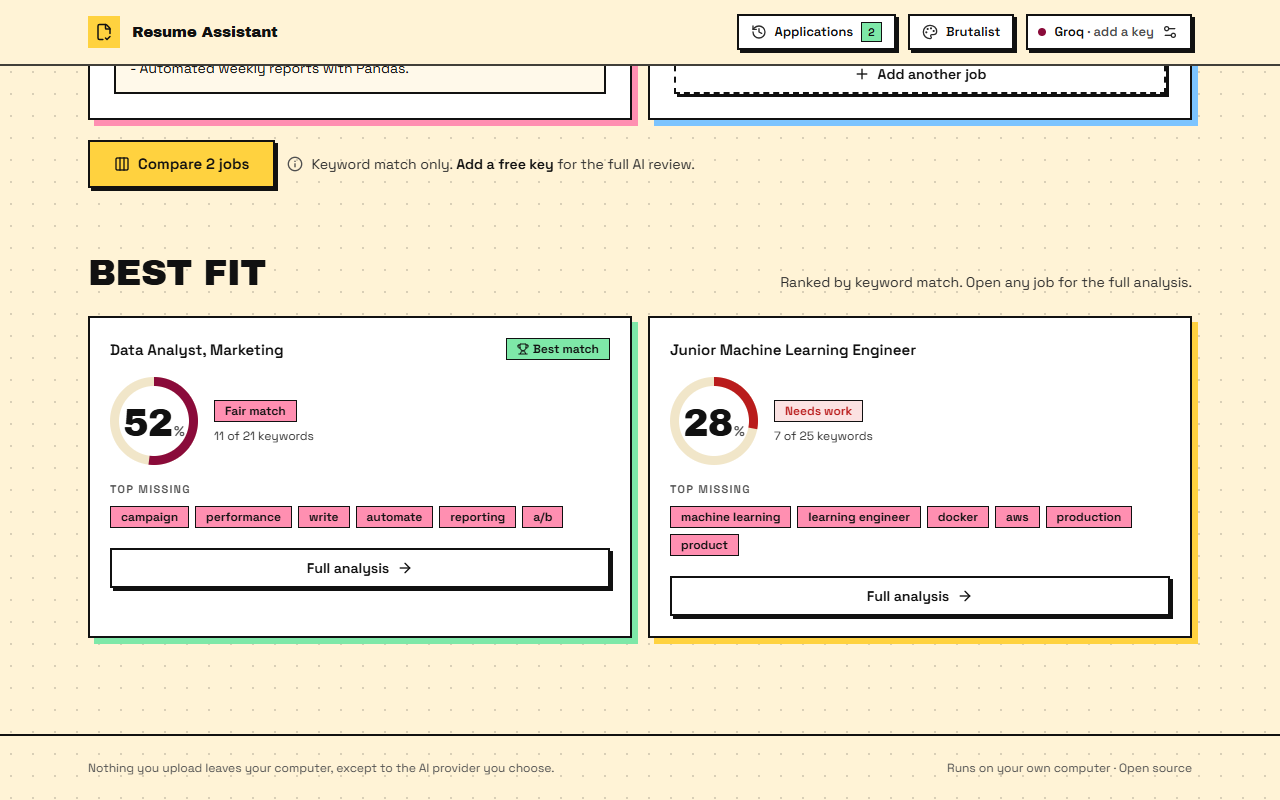 Resume Assistant
Applications 2
Brutalist
Groq · add a key
- Automated weekly reports with Pandas.
Add another job
Compare 2 jobs
Keyword match only. Add a free key for the full AI review.
BEST FIT
Ranked by keyword match. Open any job for the full analysis.
Data Analyst, Marketing
Best match
52%
Fair match
11 of 21 keywords
TOP MISSING
campaign performance write automate reporting a/b
Full analysis
Junior Machine Learning Engineer
28%
Needs work
7 of 25 keywords
TOP MISSING
machine learning learning engineer docker aws production
product
Full analysis
Nothing you upload leaves your computer, except to the AI provider you choose.
Runs on your own computer · Open source